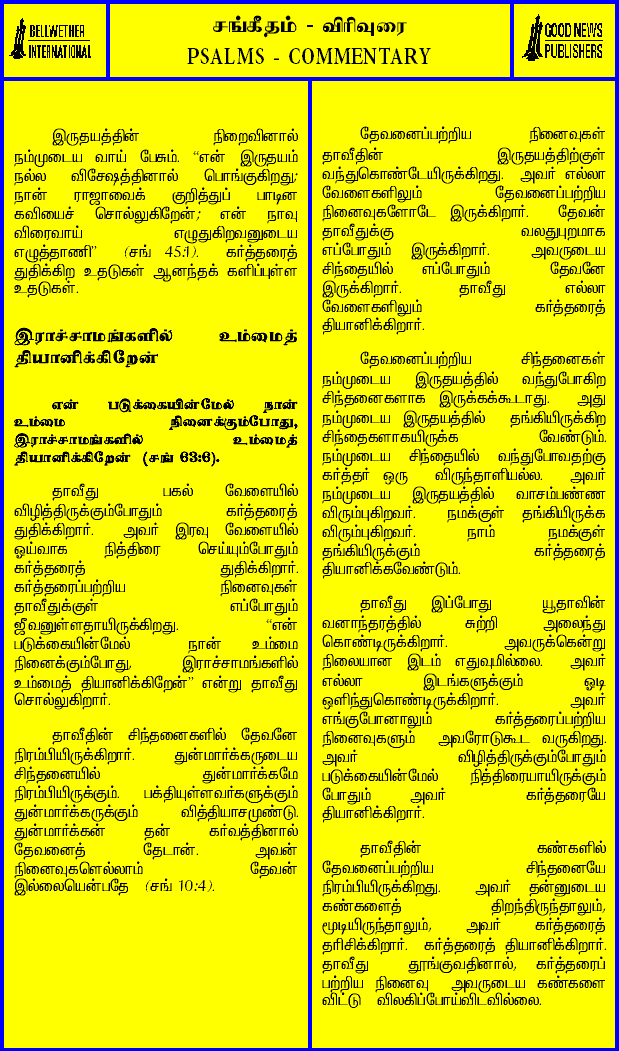 BELLWETHER
INTERNATIONAL
சங்கீதம் - விரிவுரை
PSALMS - COMMENTARY
GOOD NEWS
PUBLISHERS
இருதயத்தின் நிறைவினால்
நம்முடைய வாய் பேசும். “என் இருதயம்
நல்ல விசேஷத்தினால் பொங்குகிறது;
நான் ராஜாவைக் குறித்துப் பாடின
கவியைச் சொல்லுகிறேன்; என் நாவு
விரைவாய் எழுதுகிறவனுடைய
எழுத்தாணி” (சங் 45:1). கர்த்தரைத்
துதிக்கிற உதடுகள் ஆனந்தக் களிப்புள்ள
உதடுகள்.
இராச்சாமங்களில் உம்மைத்
தியானிக்கிறேன்
என் படுக்கையின்மேல் நான்
உம்மை நினைக்கும்போது,
இராச்சாமங்களில் உம்மைத்
தியானிக்கிறேன் (சங் 63:6).
தாவீது பகல் வேளையில்
விழித்திருக்கும்போதும் கர்த்தரைத்
துதிக்கிறார். அவர் இரவு வேளையில்
ஓய்வாக நித்திரை செய்யும்போதும்
கர்த்தரைத் துதிக்கிறார்.
கர்த்தரைப்பற்றிய நினைவுகள்
தாவீதுக்குள் எப்போதும்
ஜீவனுள்ளதாயிருக்கிறது. “என்
படுக்கையின்மேல் நான் உம்மை
நினைக்கும்போது, இராச்சாமங்களில்
உம்மைத் தியானிக்கிறேன்” என்று தாவீது
சொல்லுகிறார்.
தாவீதின் சிந்தனைகளில் தேவனே
நிரம்பியிருக்கிறார். துன்மார்க்கருடைய
சிந்தனையில் துன்மார்க்கமே
நிரம்பியிருக்கும். பக்தியுள்ளவர்களுக்கும்
துன்மார்க்கருக்கும் வித்தியாசமுண்டு.
துன்மார்க்கன் தன் கர்வத்தினால்
தேவனைத் தேடான். அவன்
நினைவுகளெல்லாம் தேவன்
இல்லையென்பதே (சங் 10:4).
தேவனைப்பற்றிய நினைவுகள்
தாவீதின் இருதயத்திற்குள்
வந்துகொண்டேயிருக்கிறது. அவர் எல்லா
வேளைகளிலும் தேவனைப்பற்றிய
நினைவுகளோடே இருக்கிறார். தேவன்
தாவீதுக்கு வலதுபுறமாக
எப்போதும் இருக்கிறார். அவருடைய
சிந்தையில் எப்போதும் தேவனே
இருக்கிறார். தாவீது எல்லா
வேளைகளிலும் கர்த்தரைத்
தியானிக்கிறார்.
தேவனைப்பற்றிய சிந்தனைகள்
நம்முடைய இருதயத்தில் வந்துபோகிற
சிந்தனைகளாக இருக்கக்கூடாது. அது
நம்முடைய இருதயத்தில் தங்கியிருக்கிற
சிந்தைகளாகயிருக்க வேண்டும்.
நம்முடைய சிந்தையில் வந்துபோவதற்கு
கர்த்தர் ஒரு விருந்தாளியல்ல. அவர்
நம்முடைய இருதயத்தில் வாசம்பண்ண
விரும்புகிறவர். நமக்குள் தங்கியிருக்க
விரும்புகிறவர். நாம் நமக்குள்
தங்கியிருக்கும் கர்த்தரைத்
தியானிக்கவேண்டும்.
தாவீது இப்போது யூதாவின்
வனாந்தரத்தில் சுற்றி அலைந்து
கொண்டிருக்கிறார். அவருக்கென்று
நிலையான இடம் எதுவுமில்லை. அவர்
எல்லா இடங்களுக்கும் ஓடி
ஒளிந்துகொண்டிருக்கிறார். அவர்
எங்குபோனாலும் கர்த்தரைப்பற்றிய
நினைவுகளும் அவரோடுகூட வருகிறது.
அவர் விழித்திருக்கும்போதும்
படுக்கையின்மேல் நித்திரையாயிருக்கும்
போதும் அவர் கர்த்தரையே
தியானிக்கிறார்.
தாவீதின் கண்களில்
தேவனைப்பற்றிய சிந்தனையே
நிரம்பியிருக்கிறது. அவர் தன்னுடைய
கண்களைத் திறந்திருந்தாலும்,
மூடியிருந்தாலும், அவர் கர்த்தரைத்
தரிசிக்கிறார். கர்த்தரைத் தியானிக்கிறார்.
தாவீது தூங்குவதினால், கர்த்தரைப்
பற்றிய நினைவு அவருடைய கண்களை
விட்டு விலகிப்போய்விடவில்லை.